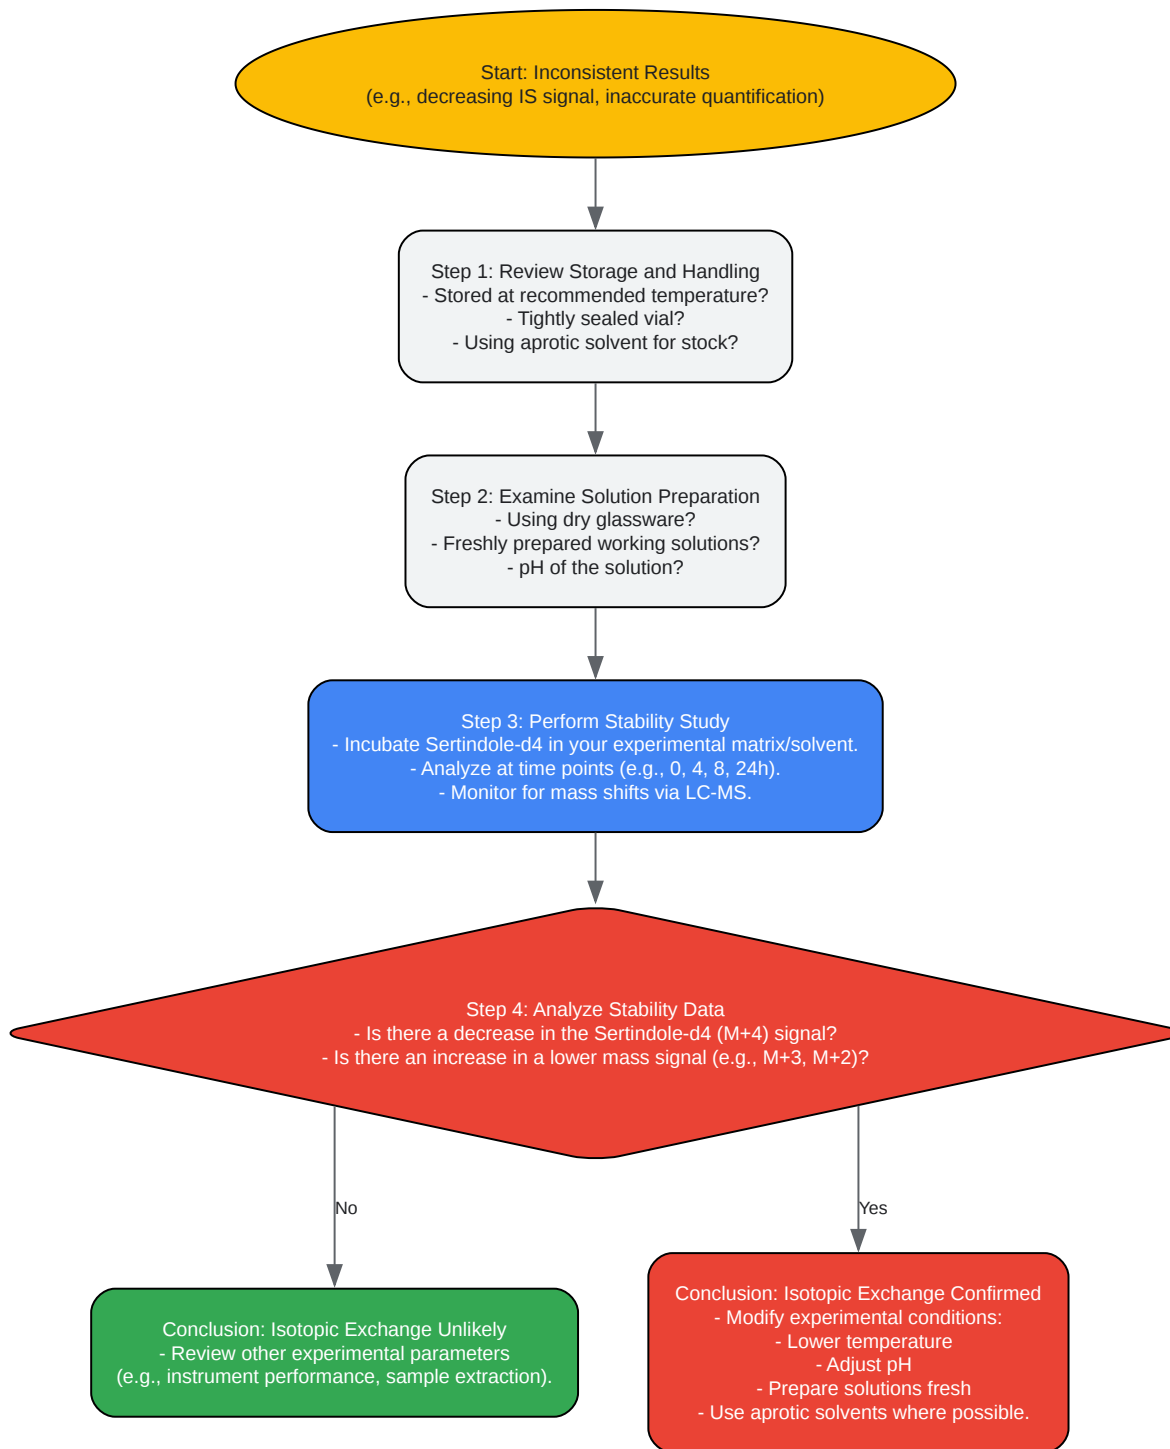 Start: Inconsistent Results
(e.g., decreasing IS signal, inaccurate quantification)
Step 1: Review Storage and Handling
- Stored at recommended temperature?
- Tightly sealed vial?
- Using aprotic solvent for stock?
Step 2: Examine Solution Preparation
- Using dry glassware?
- Freshly prepared working solutions?
- pH of the solution?
Step 3: Perform Stability Study
- Incubate Sertindole-d4 in your experimental matrix/solvent.
- Analyze at time points (e.g., 0, 4, 8, 24h).
- Monitor for mass shifts via LC-MS.
Step 4: Analyze Stability Data
- Is there a decrease in the Sertindole-d4 (M+4) signal?
- Is there an increase in a lower mass signal (e.g., M+3, M+2)?
No
Yes
Conclusion: Isotopic Exchange Unlikely
- Review other experimental parameters
(e.g., instrument performance, sample extraction).
Conclusion: Isotopic Exchange Confirmed
- Modify experimental conditions:
- Lower temperature
- Adjust pH
- Prepare solutions fresh
- Use aprotic solvents where possible.